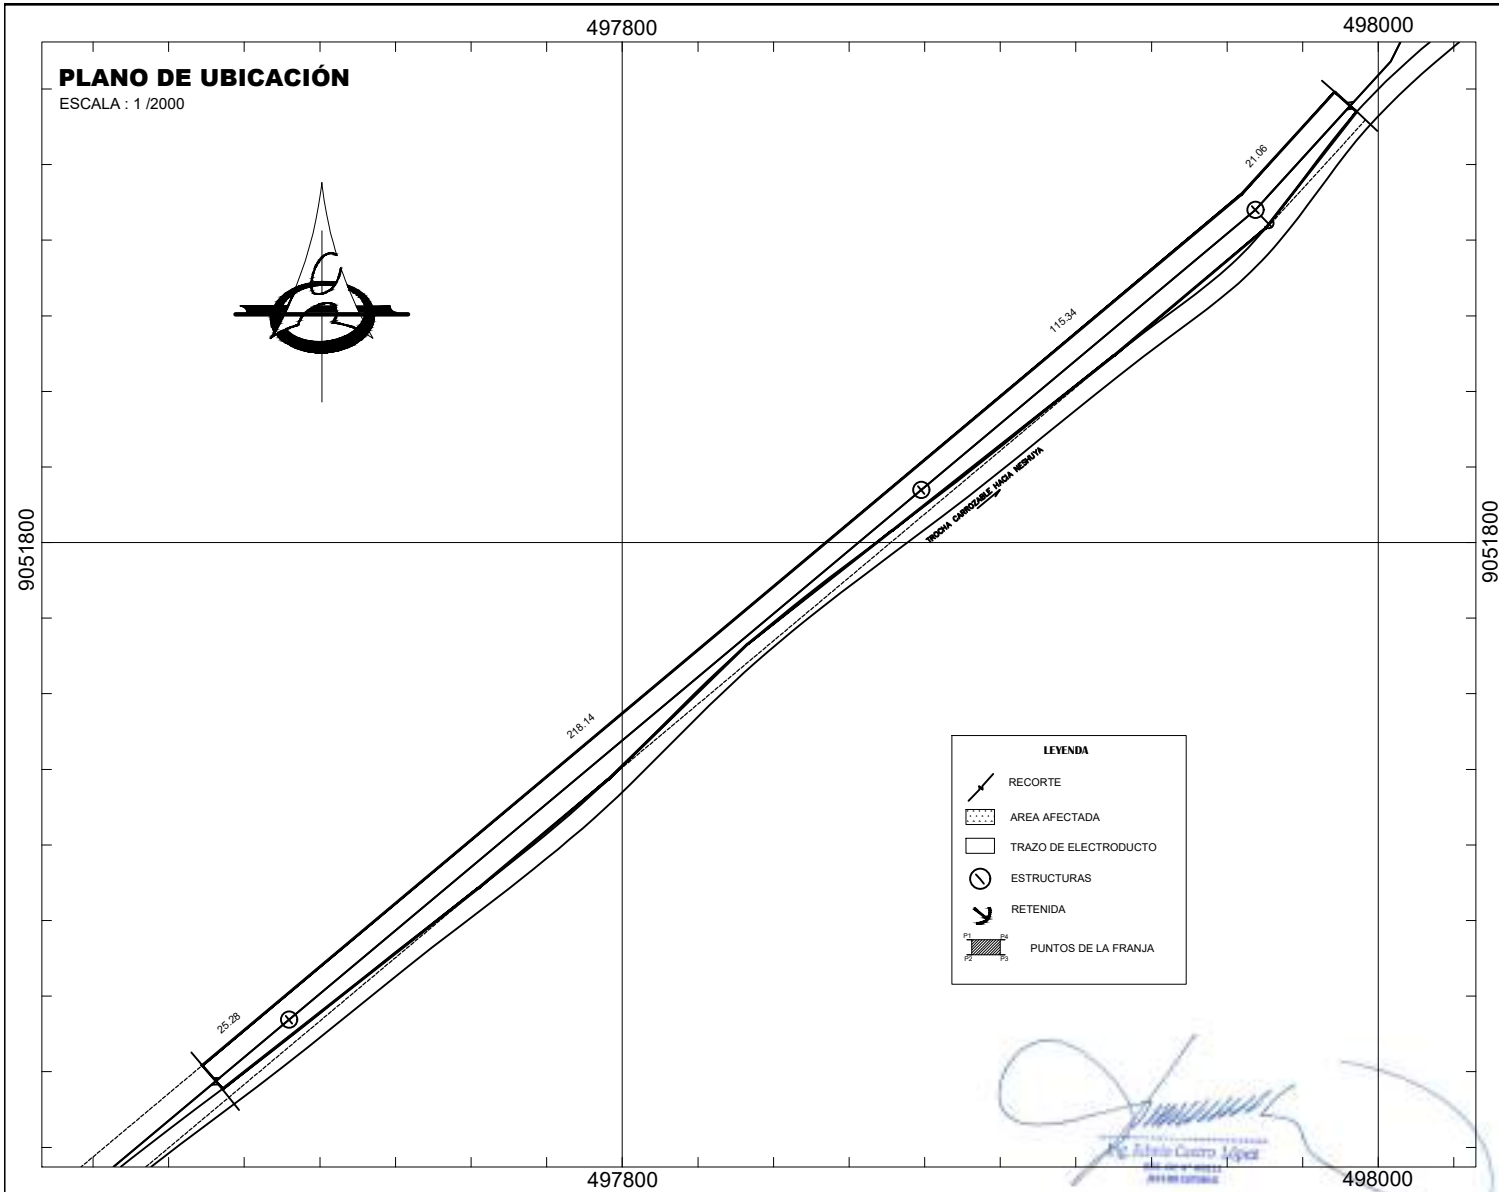 497800
498000
PLANO DE UBICACIÓN
ESCALA : 1 /2000
21.06
115.34
TROCHA CARROZABLE HACIA NESHUYA
9051800
9051800
218.14
LEYENDA
RECORTE
AREA AFECTADA
TRAZO DE ELECTRODUCTO
ESTRUCTURAS
RETENIDA
P1 P4
P2 P3
PUNTOS DE LA FRANJA
25.28
Castro López
497800
498000